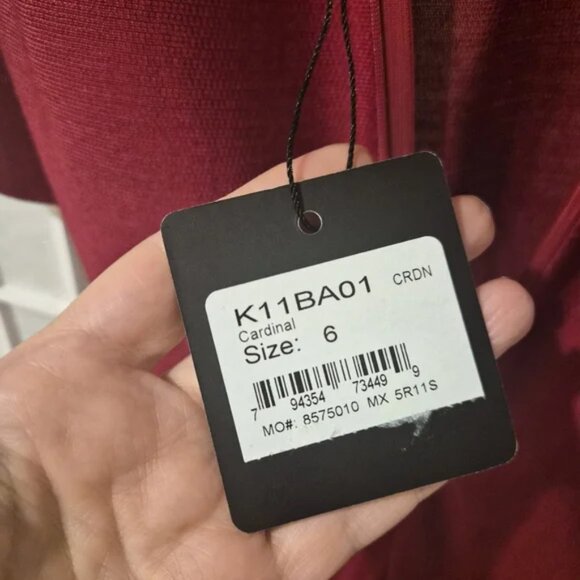 K11BA01 CRDN
Cardinal
Size: 6
7 94354 73449 9
MO#: 8575010 MX 5R11S